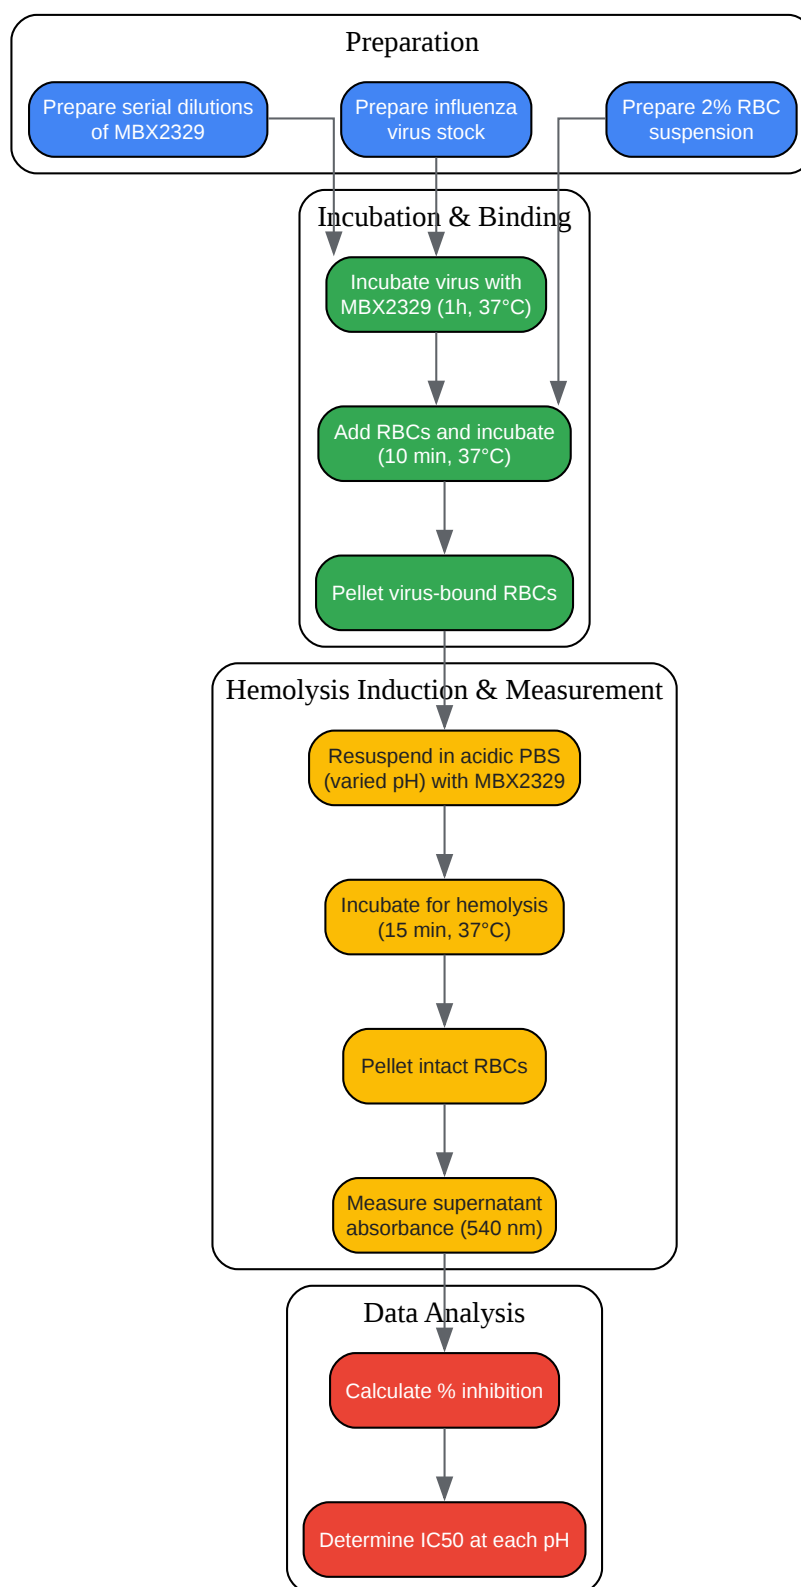 Preparation
Prepare serial dilutions
of MBX2329
Prepare influenza
virus stock
Prepare 2% RBC
suspension
Incubation & Binding
Incubate virus with
MBX2329 (1h, 37°C)
Add RBCs and incubate
(10 min, 37°C)
Pellet virus-bound RBCs
Hemolysis Induction & Measurement
Resuspend in acidic PBS
(varied pH) with MBX2329
Incubate for hemolysis
(15 min, 37°C)
Pellet intact RBCs
Measure supernatant
absorbance (540 nm)
Data Analysis
Calculate % inhibition
Determine IC50 at each pH